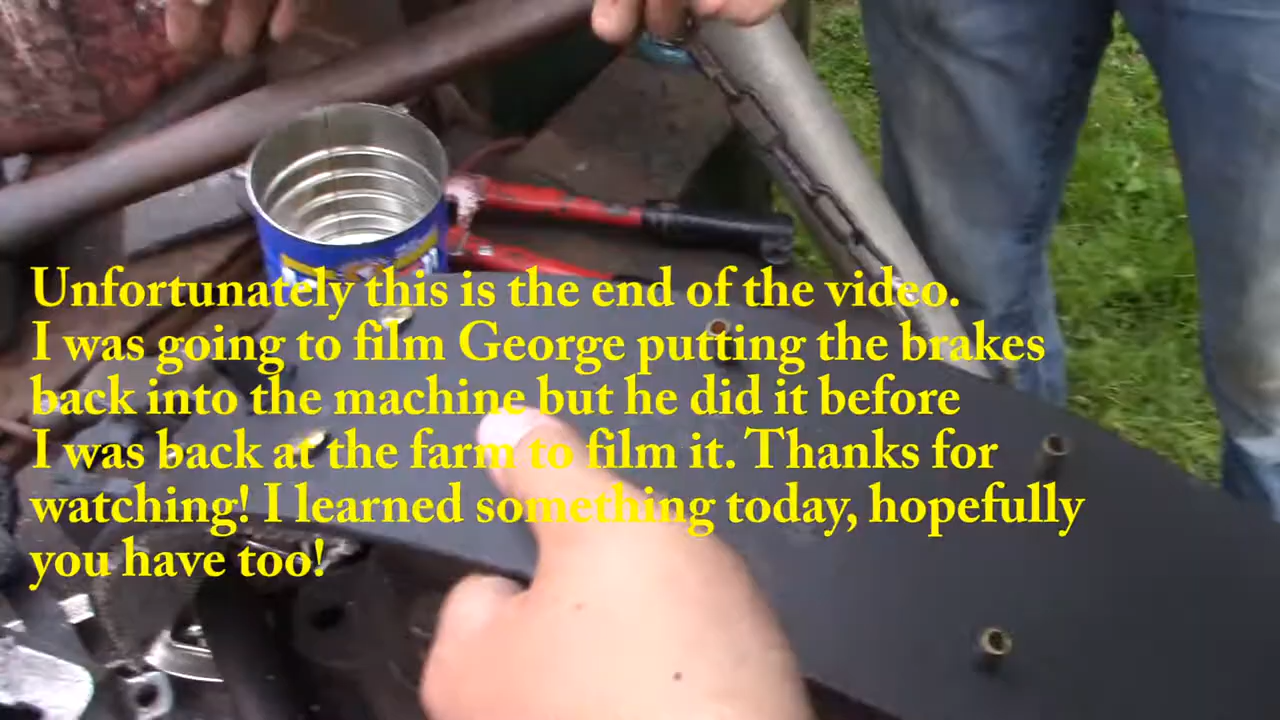 Unfortunately this is the end of the video.
I was going to film George putting the brakes
back into the machine but he did it before
I was back at the farm to film it. Thanks for
watching! I learned something today, hopefully
you have too!